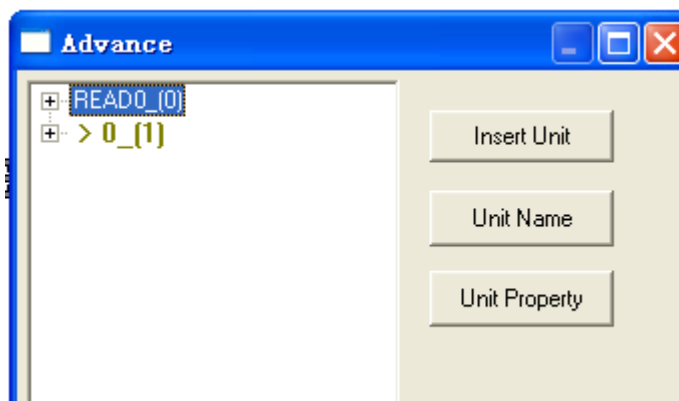 Advance
READ0_(0)
> 0_(1)
Insert Unit
Unit Name
Unit Property